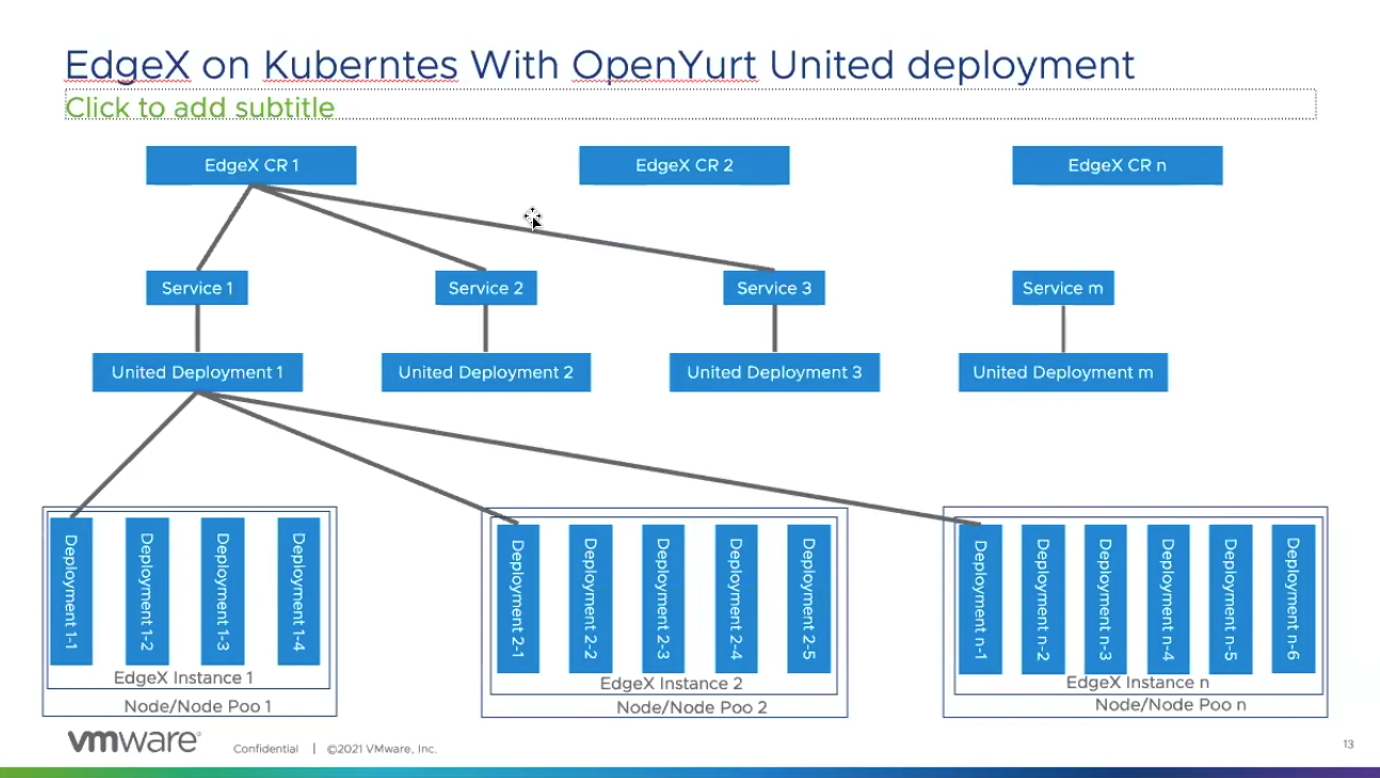 EdgeX on Kuberntes With OpenYurt United deployment
Click to add subtitle
EdgeX CR 1
EdgeX CR 2
EdgeX CR n
Service 1
Service 2
Service 3
Service m
United Deployment 1
United Deployment 2
United Deployment 3
United Deployment m
Deployment 1-1
Deployment 1-2
Deployment 1-3
Deployment 1-4
EdgeX Instance 1
Node/Node Poo 1
Deployment 2-1
Deployment 2-2
Deployment 2-3
Deployment 2-4
Deployment 2-5
EdgeX Instance 2
Node/Node Poo 2
Deployment n-1
Deployment n-2
Deployment n-3
Deployment n-4
Deployment n-5
Deployment n-6
EdgeX Instance n
Node/Node Poo n
vmware®
Confidential | ©2021 VMware, Inc.
13